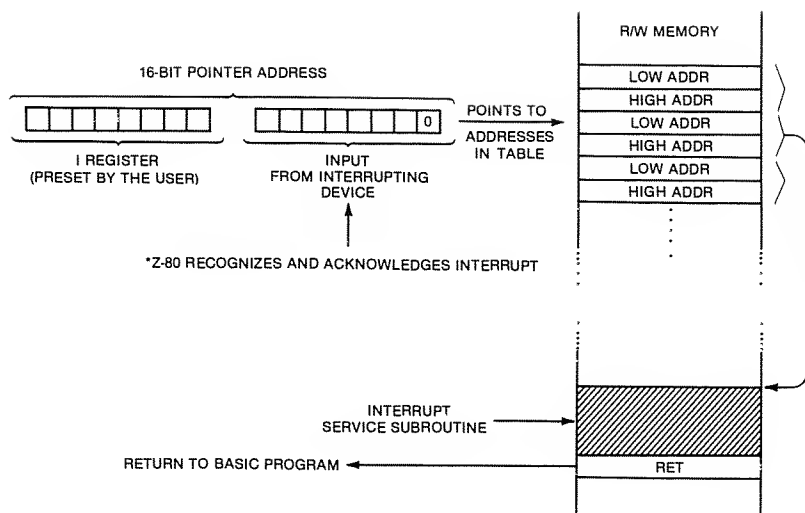 R/W MEMORY
16-BIT POINTER ADDRESS
0
I REGISTER
(PRESET BY THE USER)
INPUT
FROM INTERRUPTING
DEVICE
POINTS TO
ADDRESSES
IN TABLE
LOW ADDR
HIGH ADDR
LOW ADDR
HIGH ADDR
LOW ADDR
HIGH ADDR
*Z-80 RECOGNIZES AND ACKNOWLEDGES INTERRUPT
INTERRUPT
SERVICE SUBROUTINE
RETURN TO BASIC PROGRAM
RET